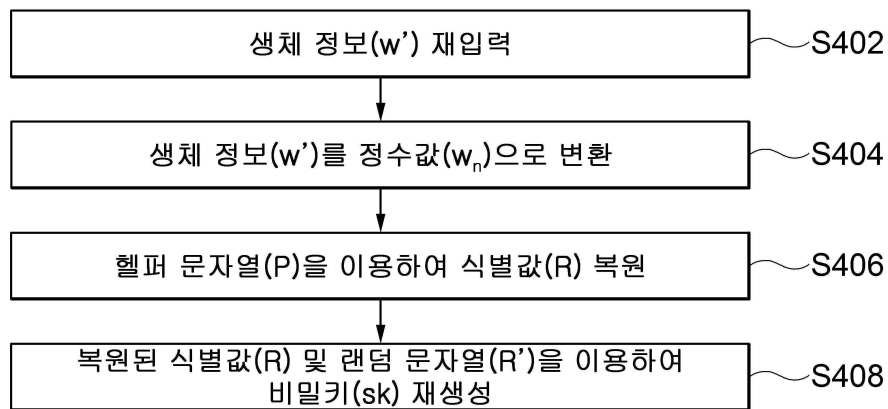 생체 정보(w’) 재입력
S402
생체 정보(w’)를 정수값(wn)으로 변환
S404
헬퍼 문자열(P)을 이용하여 식별값(R) 복원
S406
복원된 식별값(R) 및 랜덤 문자열(R’)을 이용하여
비밀키(sk) 재생성
S408